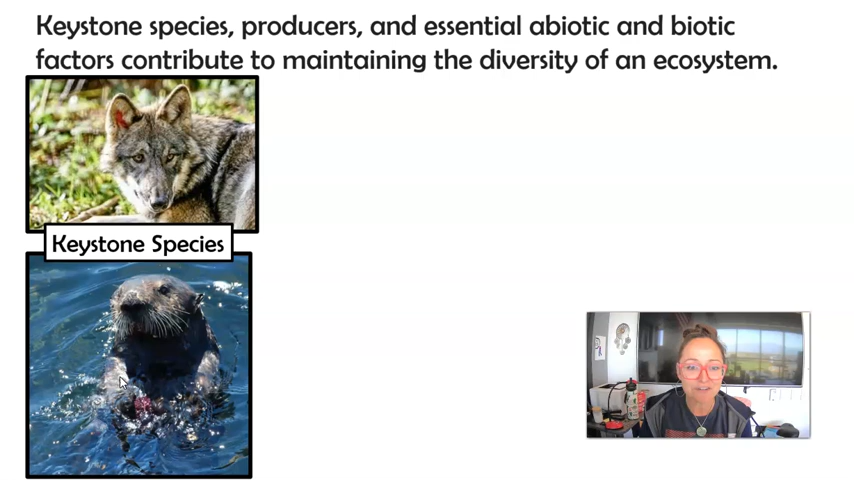 Keystone species, producers, and essential abiotic and biotic
factors contribute to maintaining the diversity of an ecosystem.
Keystone Species